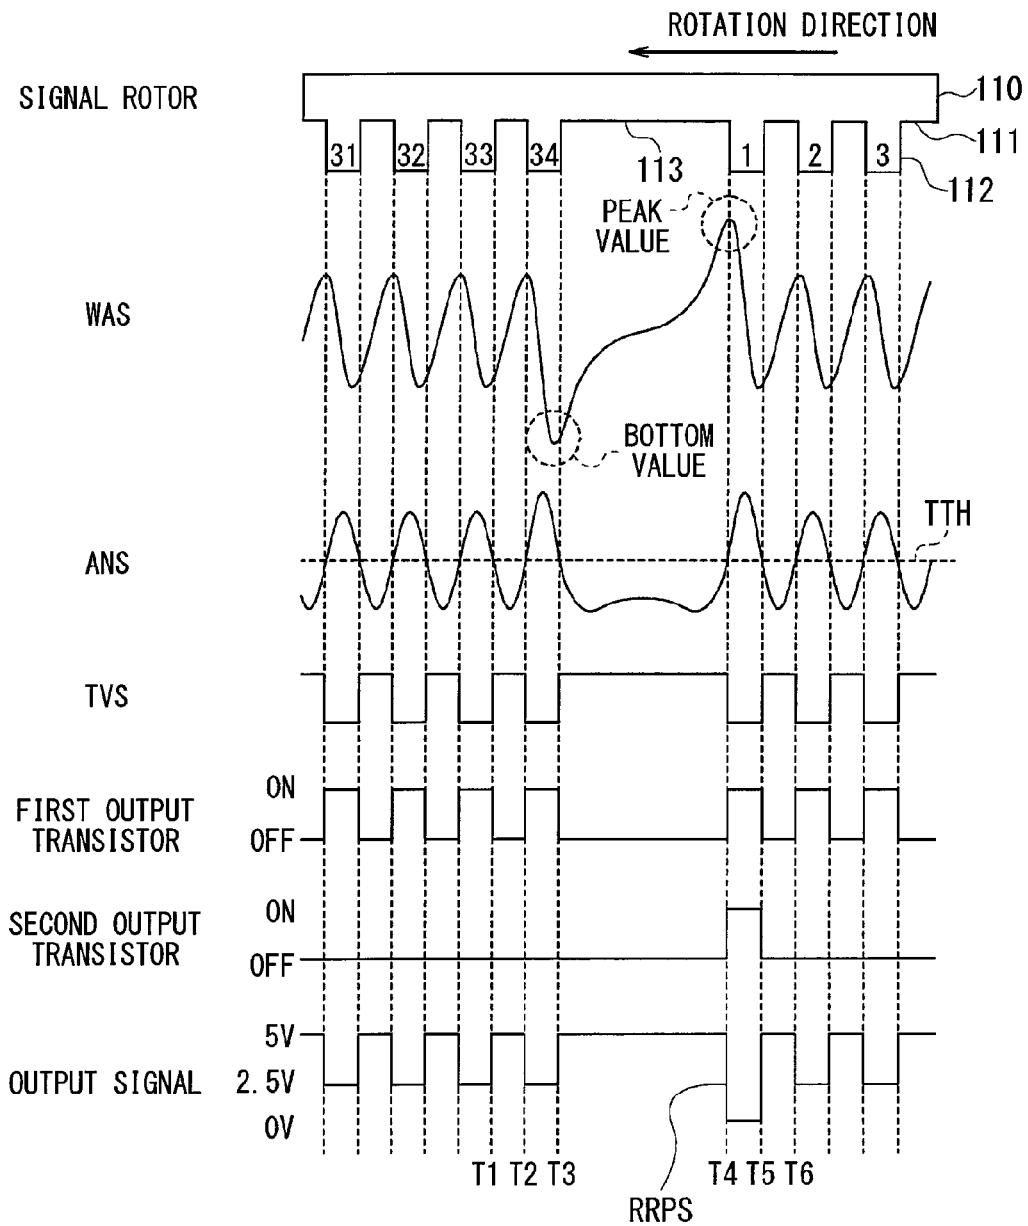 ROTATION DIRECTION
SIGNAL ROTOR
110
111
31 32 33 34 1 2 3
113
112
PEAK
VALUE
WAS
BOTTOM
VALUE
TTH
ANS
TVS
ON
FIRST OUTPUT
TRANSISTOR
OFF
ON
SECOND OUTPUT
TRANSISTOR
OFF
5V
OUTPUT SIGNAL
2.5V
0V
T1 T2 T3 T4 T5 T6
RRPS